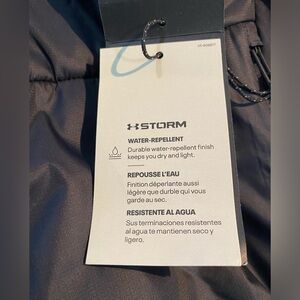 STORM
WATER-REPELLENT
Durable water-repellent finish
keeps you dry and light.
REPOUSSE L'EAU
Finition déperlante aussi
légère que durable qui vous
garde au sec.
RESISTENTE AL AGUA
Sus terminaciones resistentes
al agua te mantienen seco y
ligero.